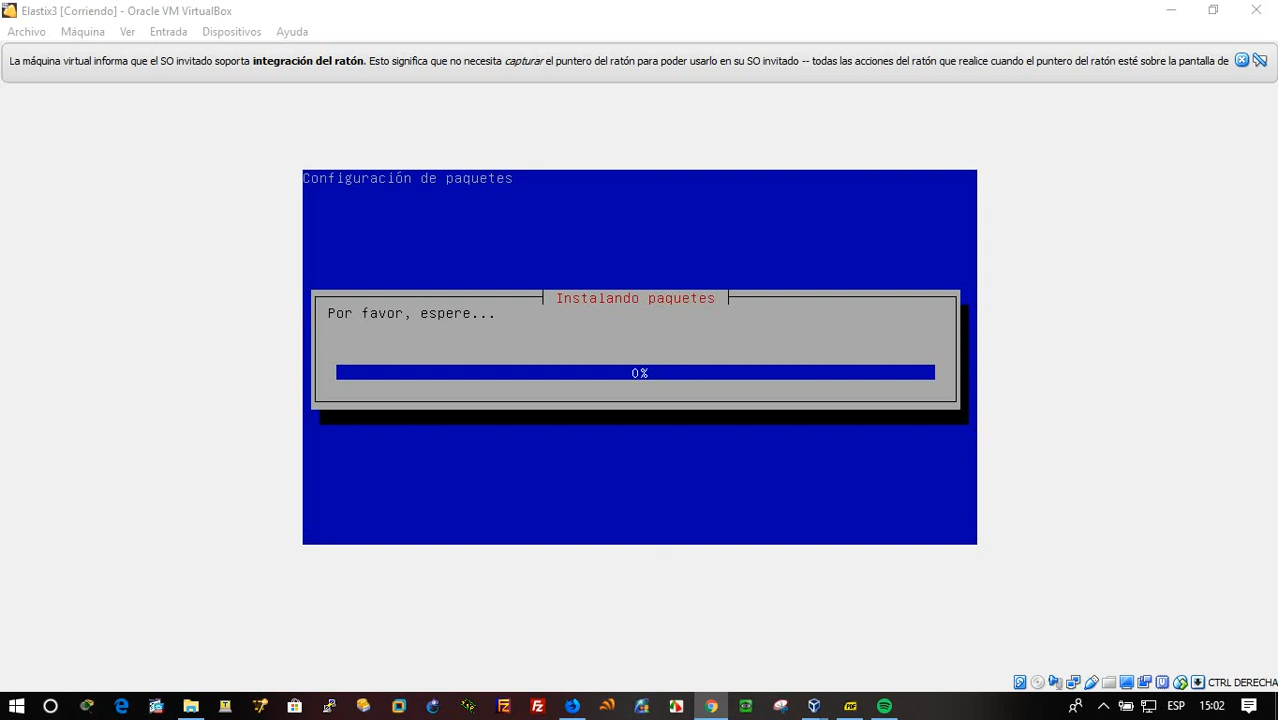 Elastix3 [Corriendo] - Oracle VM VirtualBox
Archivo Máquina Ver Entrada Dispositivos Ayuda
La máquina virtual informa que el SO invitado soporta integración del ratón. Esto significa que no necesita capturar el puntero del ratón para poder usarlo en su SO invitado -- todas las acciones del ratón que realice cuando el puntero del ratón esté sobre la pantalla de
Configuración de paquetes
Instalando paquetes
Por favor, espere...
0%
CTRL DERECHA
ESP 15:02